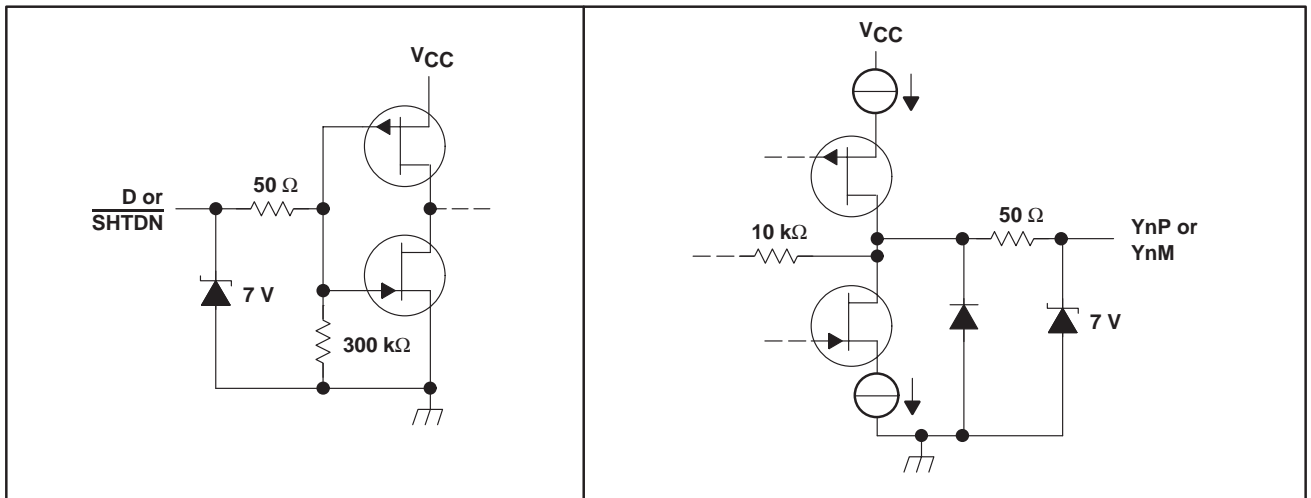 VCC
D or
SHTDN
50 Ω
7 V
300 kΩ
VCC
10 kΩ
50 Ω
YnP or
YnM
7 V